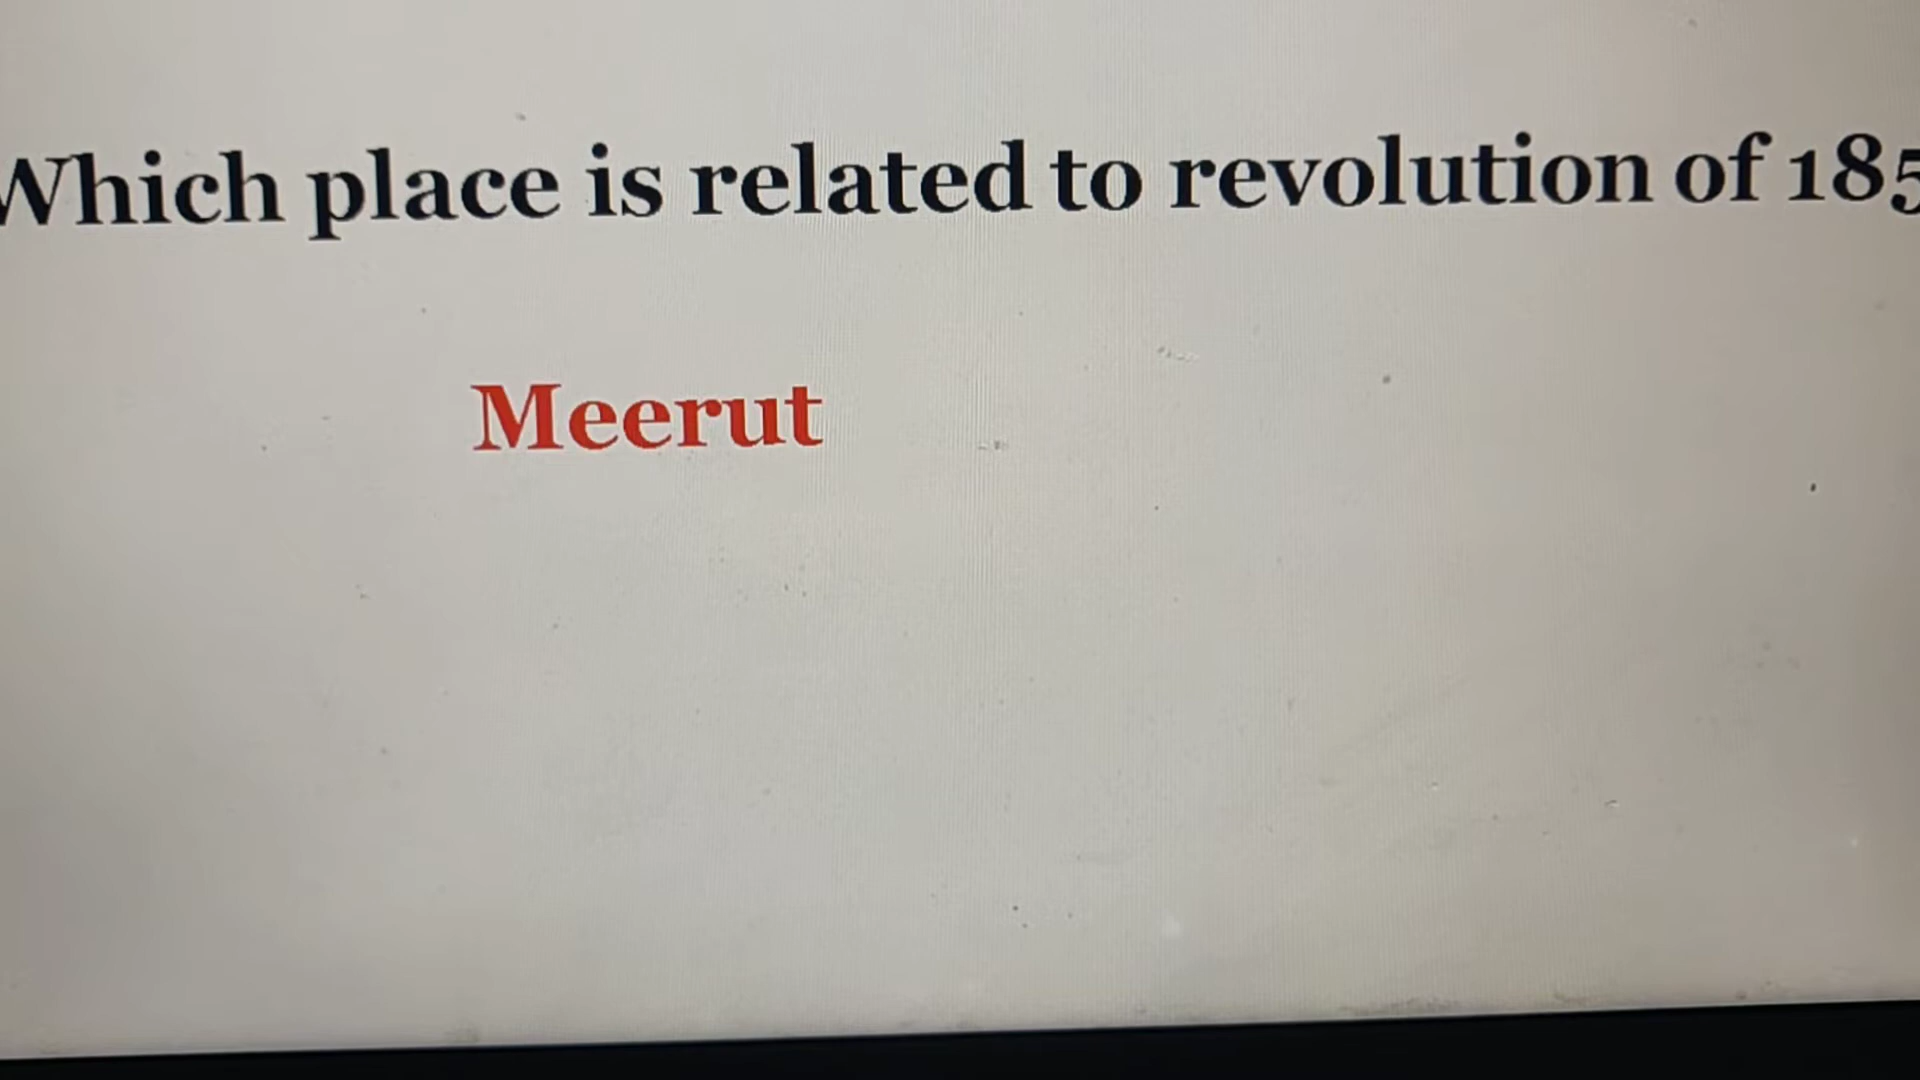 Which place is related to revolution of 185
Meerut